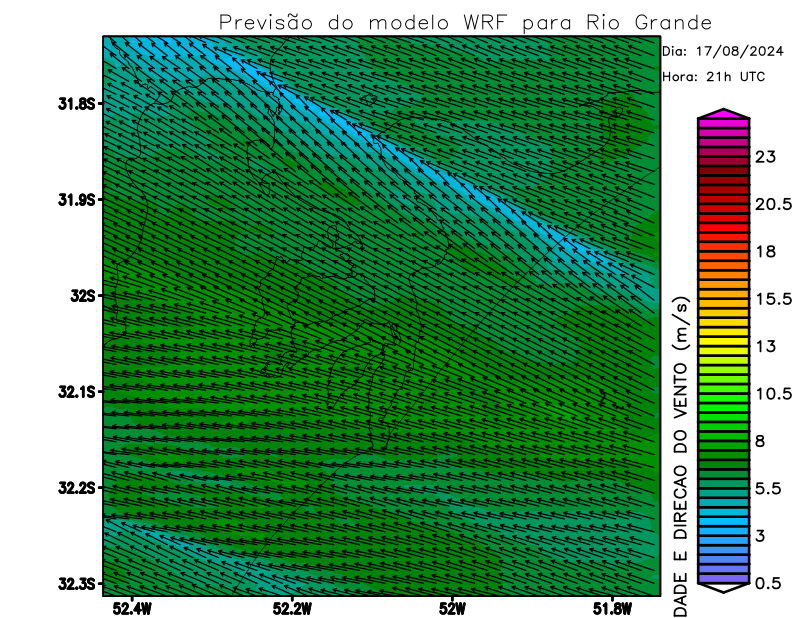 Previsão do modelo WRF para Rio Grande
Dia: 17/08/2024
Hora: 21h UTC
31.8S
31.9S
32S
32.1S
32.2S
32.3S
52.4W
52.2W
52W
51.8W
23
20.5
18
15.5
13
10.5
8
5.5
3
0.5
DADE E DIRECAO DO VENTO (m/s)